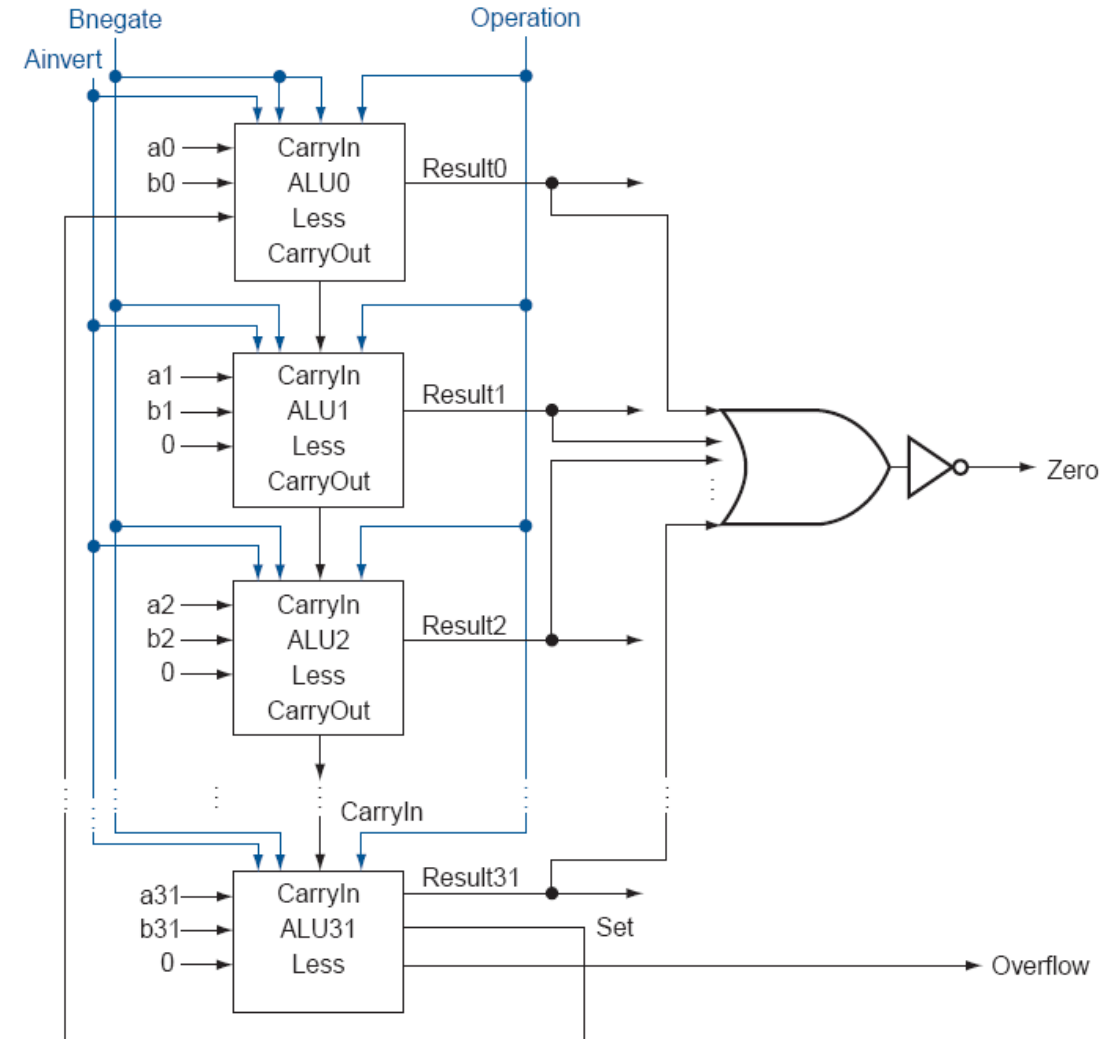 Bnegate
Operation
Ainvert
a0
CarryIn
b0
ALU0
Less
CarryOut
Result0
a1
CarryIn
b1
ALU1
0
Less
CarryOut
Result1
Zero
a2
CarryIn
b2
ALU2
0
Less
CarryOut
Result2
CarryIn
a31
CarryIn
b31
ALU31
0
Less
Result31
Set
Overflow